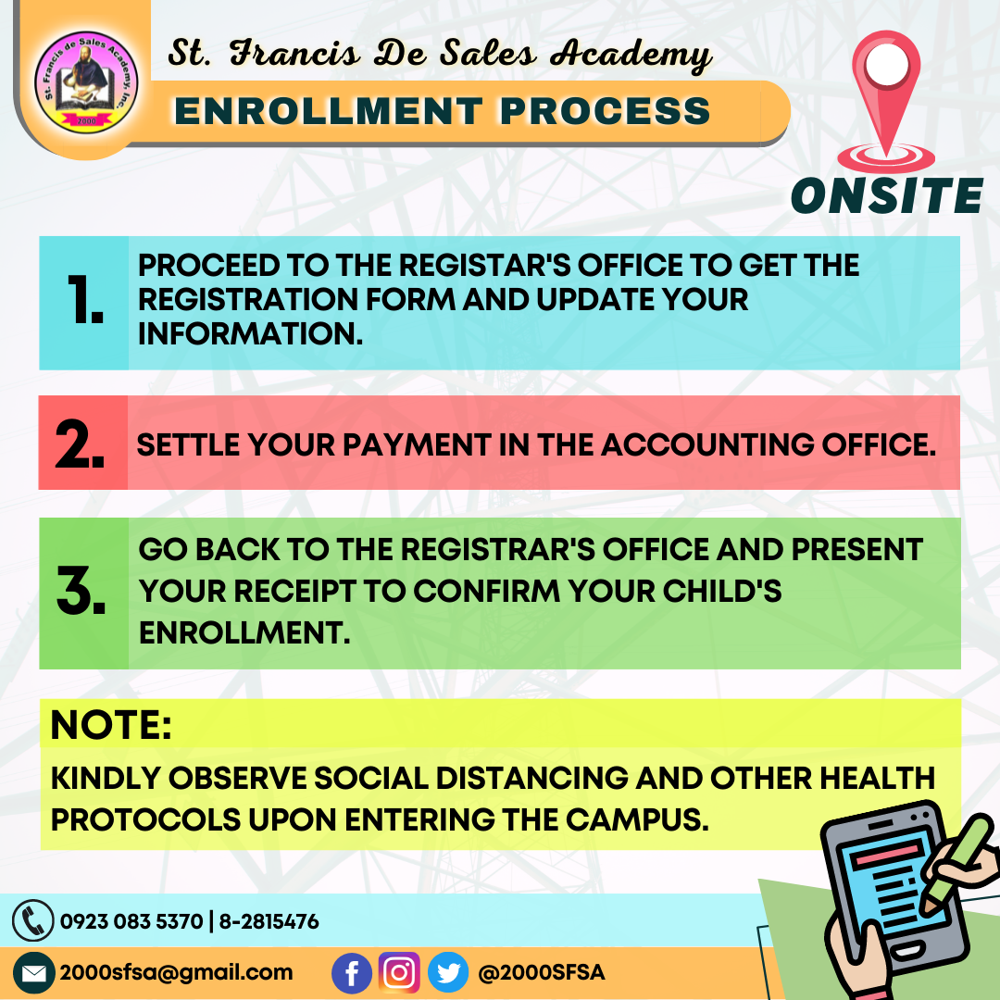 St. Francis de Sales Academy, Inc.
2000
St. Francis De Sales Academy
ENROLLMENT PROCESS
ONSITE
1.
PROCEED TO THE REGISTAR'S OFFICE TO GET THE
REGISTRATION FORM AND UPDATE YOUR
INFORMATION.
2.
SETTLE YOUR PAYMENT IN THE ACCOUNTING OFFICE.
3.
GO BACK TO THE REGISTRAR'S OFFICE AND PRESENT
YOUR RECEIPT TO CONFIRM YOUR CHILD'S
ENROLLMENT.
NOTE:
KINDLY OBSERVE SOCIAL DISTANCING AND OTHER HEALTH
PROTOCOLS UPON ENTERING THE CAMPUS.
0923 083 5370 | 8-2815476
2000sfsa@gmail.com
@2000SFSA